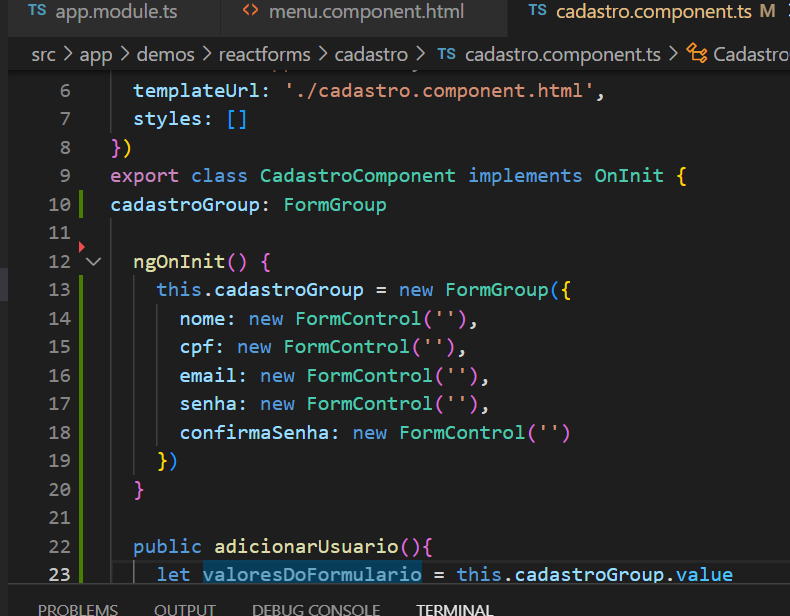 TS app.module.ts <> menu.component.html TS cadastro.component.ts M
src > app > demos > reactforms > cadastro > TS cadastro.component.ts > Cadastro
6 templateUrl: './cadastro.component.html',
7 styles: []
8 })
9 export class CadastroComponent implements OnInit {
10 cadastroGroup: FormGroup
11
12 ngOnInit() {
13 this.cadastroGroup = new FormGroup({
14 nome: new FormControl(''),
15 cpf: new FormControl(''),
16 email: new FormControl(''),
17 senha: new FormControl(''),
18 confirmaSenha: new FormControl('')
19 })
20 }
21
22 public adicionarUsuario(){
23 let valoresDoFormulario = this.cadastroGroup.value
PROBLEMS OUTPUT DEBUG CONSOLE TERMINAL